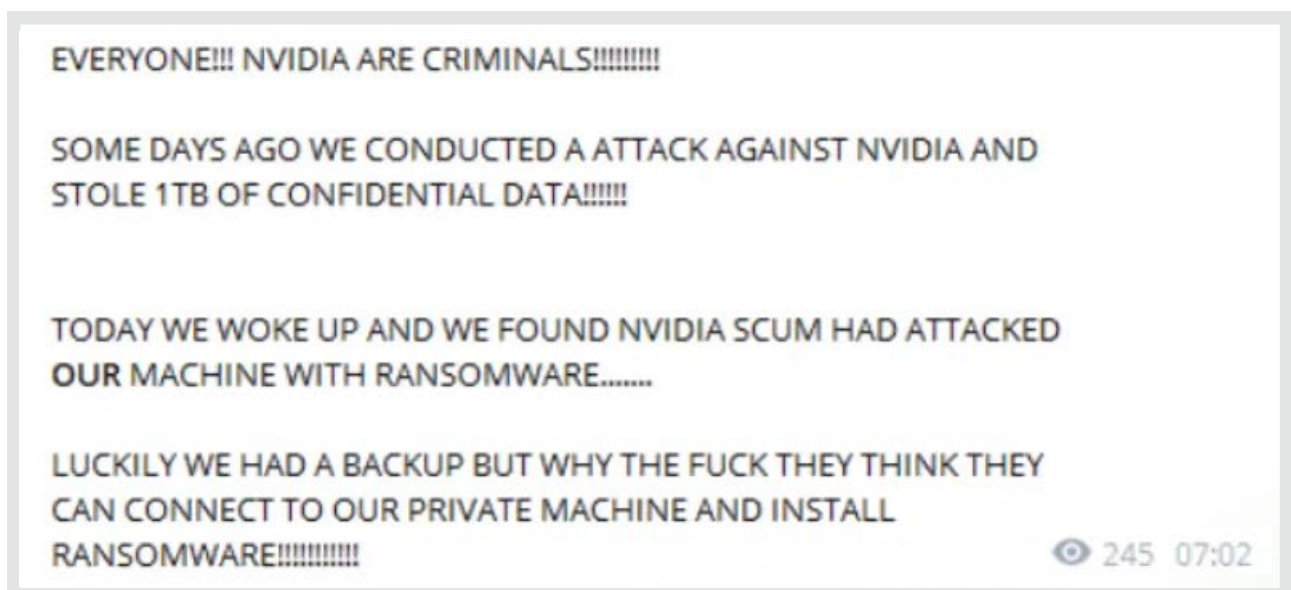 EVERYONE!!! NVIDIA ARE CRIMINALS!!!!!!!!!
SOME DAYS AGO WE CONDUCTED A ATTACK AGAINST NVIDIA AND
STOLE 1TB OF CONFIDENTIAL DATA!!!!!!
TODAY WE WOKE UP AND WE FOUND NVIDIA SCUM HAD ATTACKED
OUR MACHINE WITH RANSOMWARE.......
LUCKILY WE HAD A BACKUP BUT WHY THE FUCK THEY THINK THEY
CAN CONNECT TO OUR PRIVATE MACHINE AND INSTALL
RANSOMWARE!!!!!!!!!!!!
245 07:02